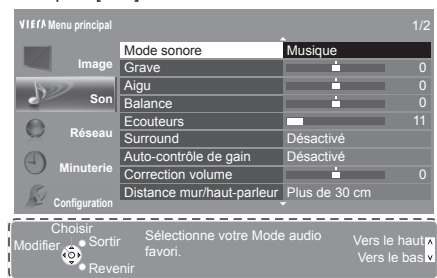 VIErA Menu principal 1/2
Image
Son
Réseau
Minuterie
Configuration
Mode sonore Musique
Grave 0
Aigu 0
Balance 0
Ecouteurs 11
Surround Désactivé
Auto-contrôle de gain Désactivé
Correction volume 0
Distance mur/haut-parleur Plus de 30 cm
Choisir
Modifier
Sortir
Revenir
Sélectionne votre Mode audio
favori.
Vers le haut
Vers le bas